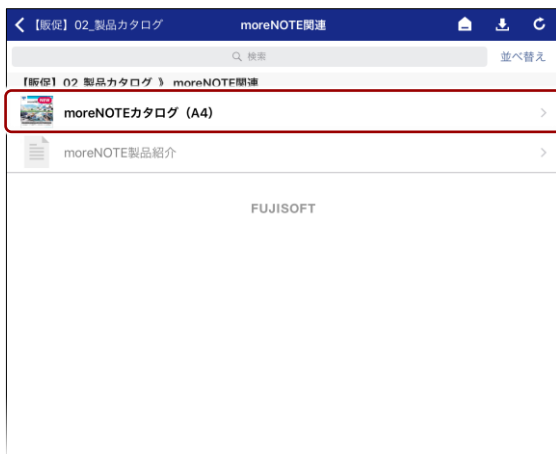 【販促】02_製品カタログ moreNOTE関連
検索 並べ替え
【販促】02_製品カタログ 》 moreNOTE関連
moreNOTEカタログ（A4）
moreNOTE製品紹介
FUJISOFT